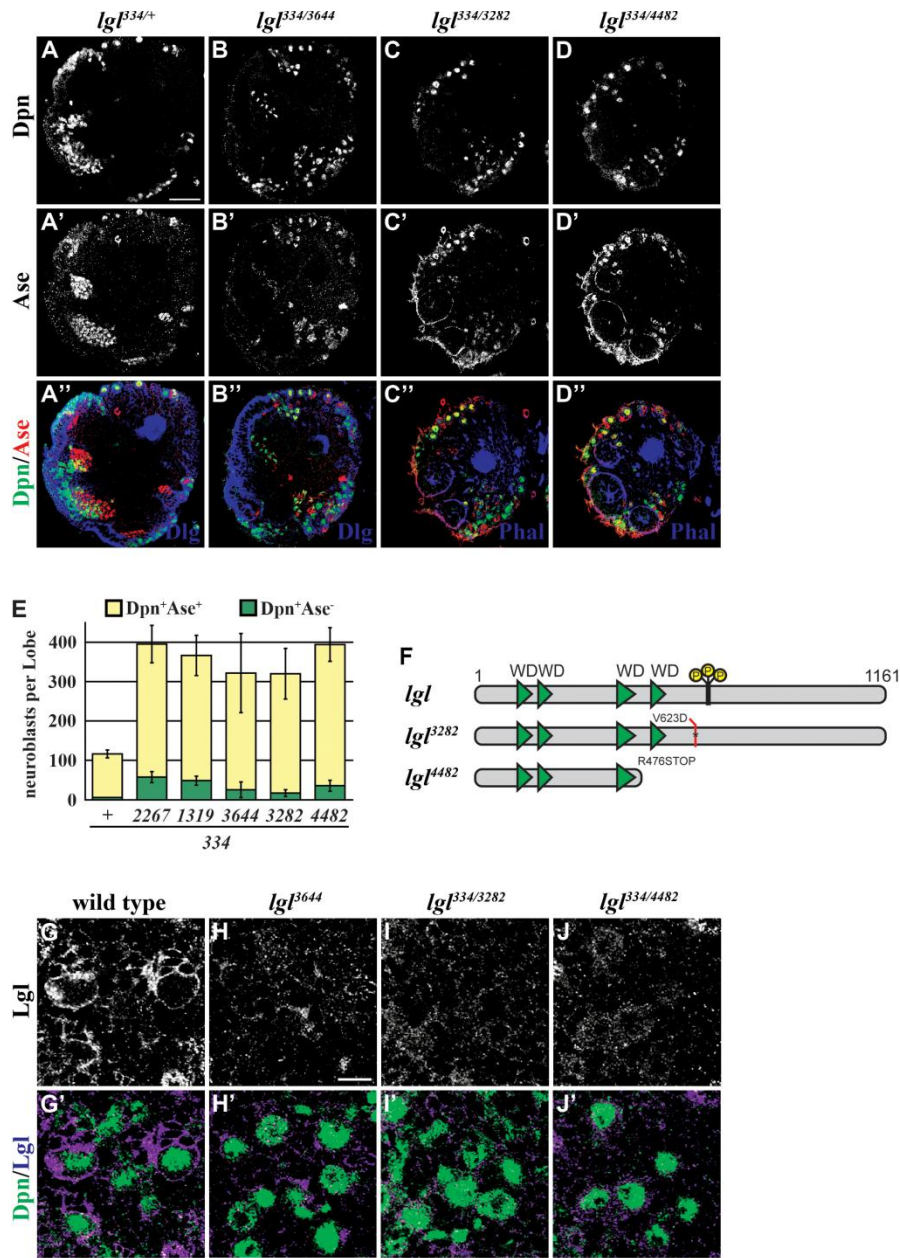 lgl334/+ lgl334/3644 lgl334/3282 lgl334/4482
A B C D
Dpn
A' B' C' D'
Ase
A'' B'' C'' D''
Dpn/Ase
Dlg Dlg Phal Phal
E
Dpn+Ase+ Dpn+Ase-
neuroblasts per Lobe
400
300
200
100
0
+ 2267 1319 3644 3282 4482
334
F
1 WD WD WD WD P P P 1161
lgl
V623D
lgl3282 *
R476STOP
lgl4482
wild type lgl3644 lgl334/3282 lgl334/4482
G H I J
Lgl
G' H' I' J'
Dpn/Lgl